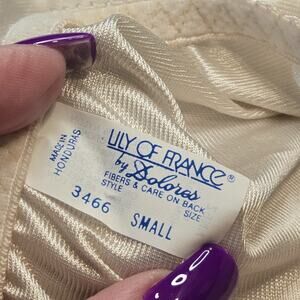 MADE IN
HONDURAS
LILY OF FRANCE®
by Dolores
FIBERS & CARE ON BACK
STYLE SIZE
3466 SMALL